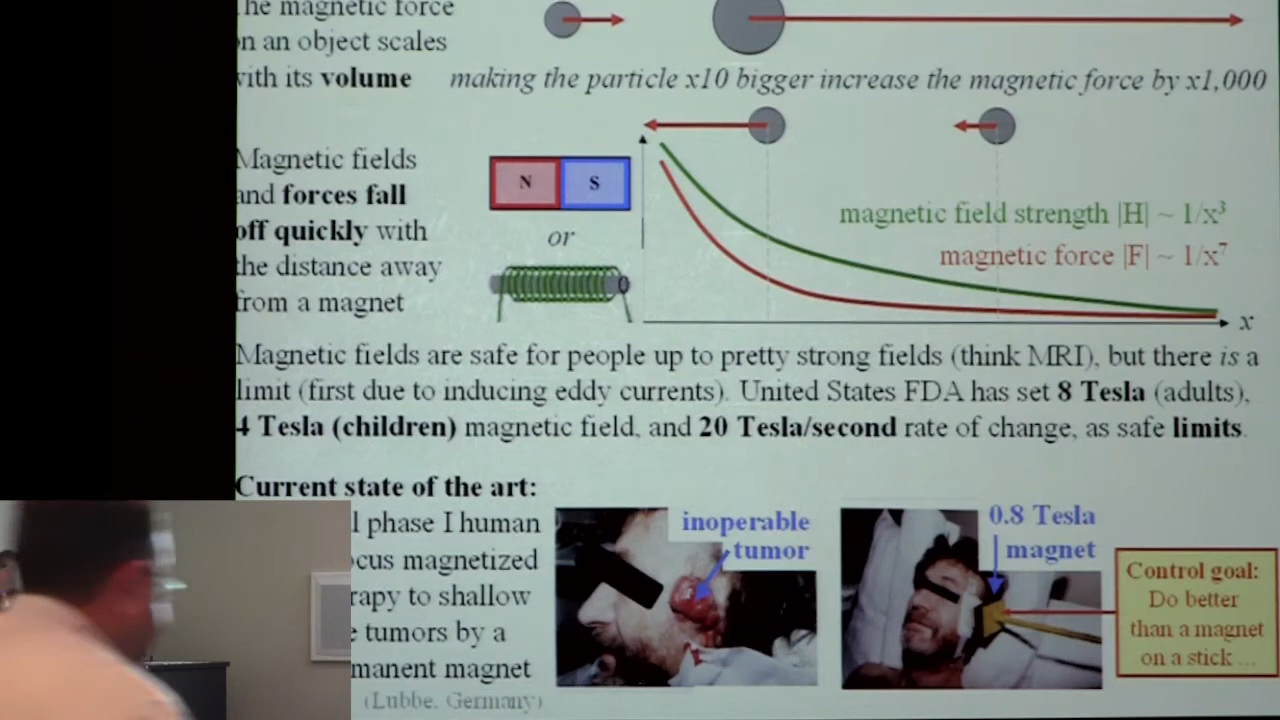 The magnetic force
on an object scales
with its volume
making the particle x10 bigger increase the magnetic force by x1,000
Magnetic fields
and forces fall
off quickly with
the distance away
from a magnet
N S
or
magnetic field strength |H| ~ 1/x³
magnetic force |F| ~ 1/x⁷
x
Magnetic fields are safe for people up to pretty strong fields (think MRI), but there is a
limit (first due to inducing eddy currents). United States FDA has set 8 Tesla (adults),
4 Tesla (children) magnetic field, and 20 Tesla/second rate of change, as safe limits.
Current state of the art:
l phase I human
ocus magnetized
rapy to shallow
e tumors by a
manent magnet
(Lubbe, Germany)
inoperable
tumor
0.8 Tesla
magnet
Control goal:
Do better
than a magnet
on a stick ...